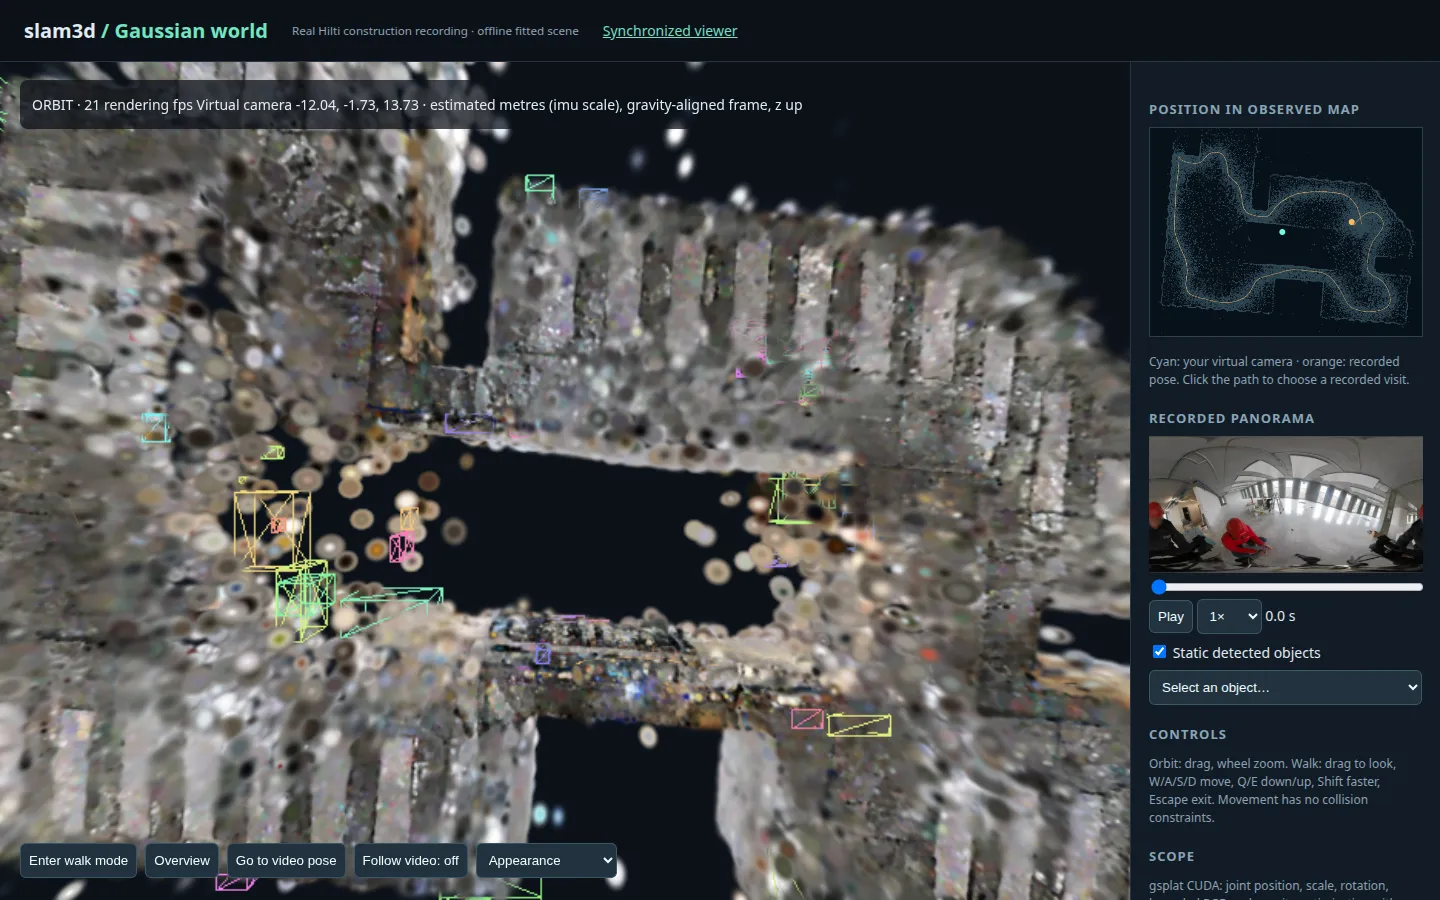 slam3d / Gaussian world
Real Hilti construction recording · offline fitted scene
Synchronized viewer
ORBIT · 21 rendering fps Virtual camera -12.04, -1.73, 13.73 · estimated metres (imu scale), gravity-aligned frame, z up
POSITION IN OBSERVED MAP
Cyan: your virtual camera · orange: recorded
pose. Click the path to choose a recorded visit.
RECORDED PANORAMA
Play
1×
0.0 s
Static detected objects
Select an object…
CONTROLS
Orbit: drag, wheel zoom. Walk: drag to look,
W/A/S/D move, Q/E down/up, Shift faster,
Escape exit. Movement has no collision
constraints.
SCOPE
gsplat CUDA: joint position, scale, rotation,
Enter walk mode
Overview
Go to video pose
Follow video: off
Appearance